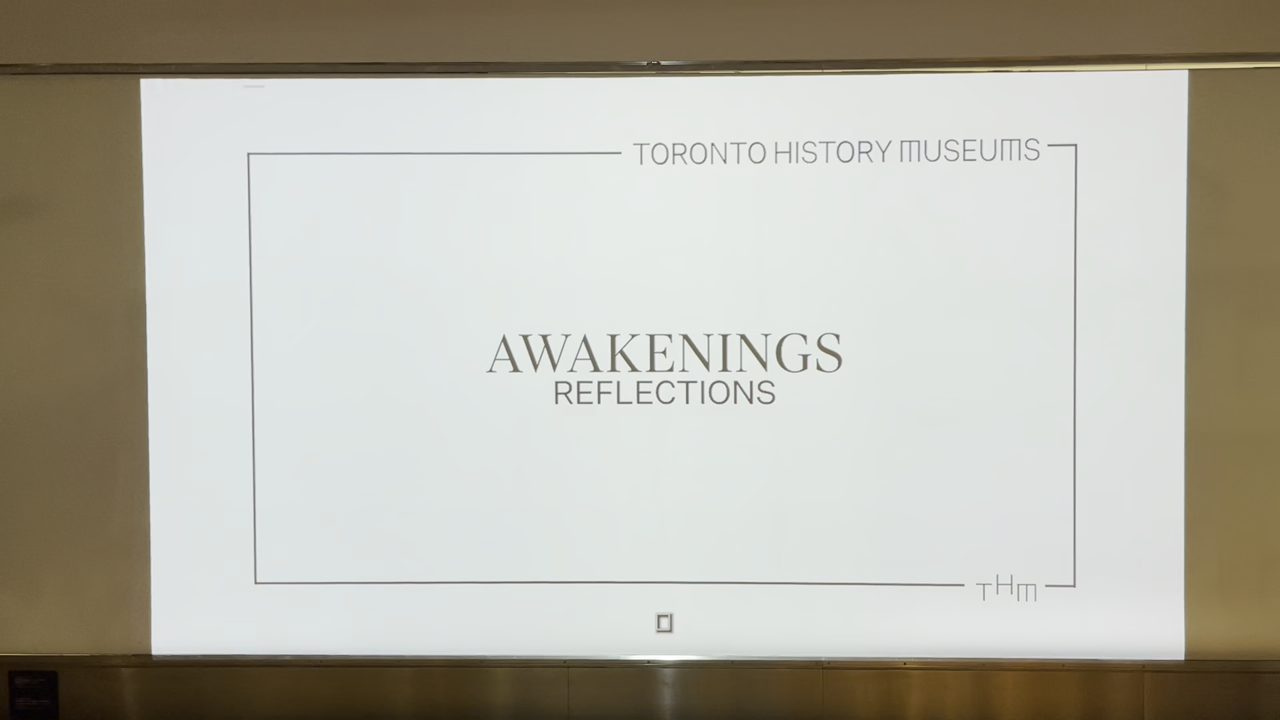 TORONTO HISTORY MUSEUMS
AWAKENINGS
REFLECTIONS
THM